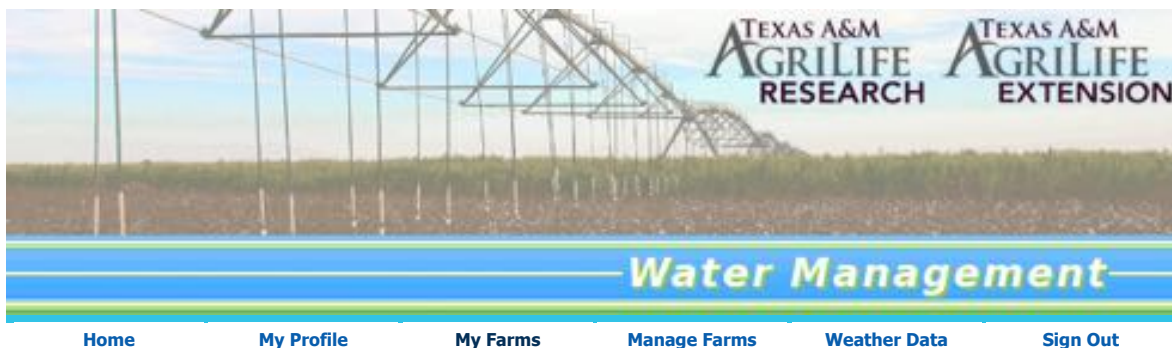 TEXAS A&M
AGRILIFE
RESEARCH
TEXAS A&M
AGRILIFE
EXTENSION
Water Management
Home My Profile My Farms Manage Farms Weather Data Sign Out